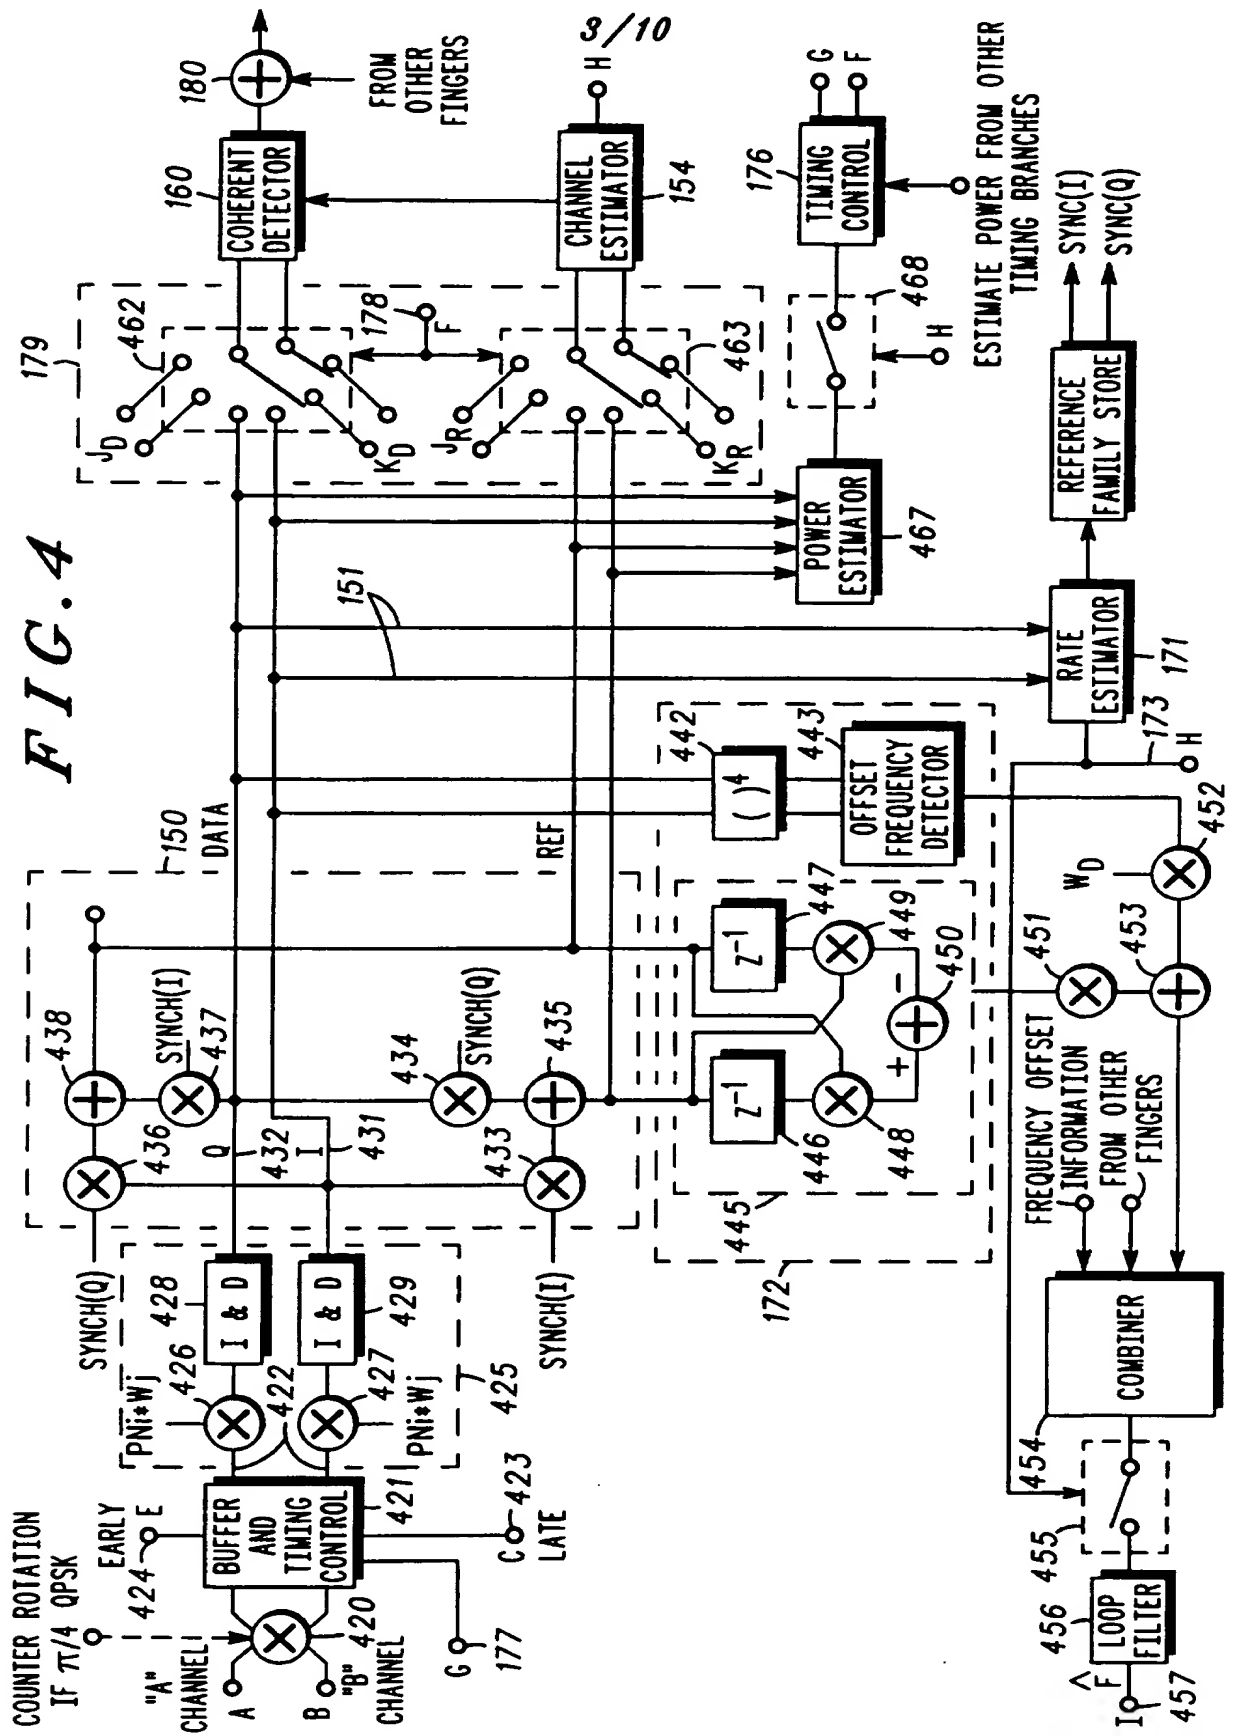 3/10
FIG. 4
COUNTER ROTATION
IF π/4 QPSK
"A"
CHANNEL
A
B
"B"
CHANNEL
420
G
177
EARLY
E
424
BUFFER
AND
TIMING
CONTROL
421
C
423
LATE
422
PNi*Wj
426
PNi*Wj
427
425
I & D
428
I & D
429
SYNCH(Q)
SYNCH(I)
436
438
SYNCH(I)
437
Q
432
I
431
433
434
SYNCH(Q)
435
150
DATA
REF
151
179
462
JD
KD
178
F
JR
KR
463
160
COHERENT
DETECTOR
180
FROM
OTHER
FINGERS
CHANNEL
ESTIMATOR
154
H
POWER
ESTIMATOR
467
468
H
176
TIMING
CONTROL
G
F
ESTIMATE POWER FROM OTHER
TIMING BRANCHES
RATE
ESTIMATOR
171
173
H
REFERENCE
FAMILY STORE
SYNC(I)
SYNC(Q)
172
445
Z-1
446
Z-1
447
448
449
+
-
450
( )4
442
443
OFFSET
FREQUENCY
DETECTOR
WD
452
451
453
FREQUENCY OFFSET
INFORMATION
FROM OTHER
FINGERS
COMBINER
454
455
456
LOOP
FILTER
F̂
I
457